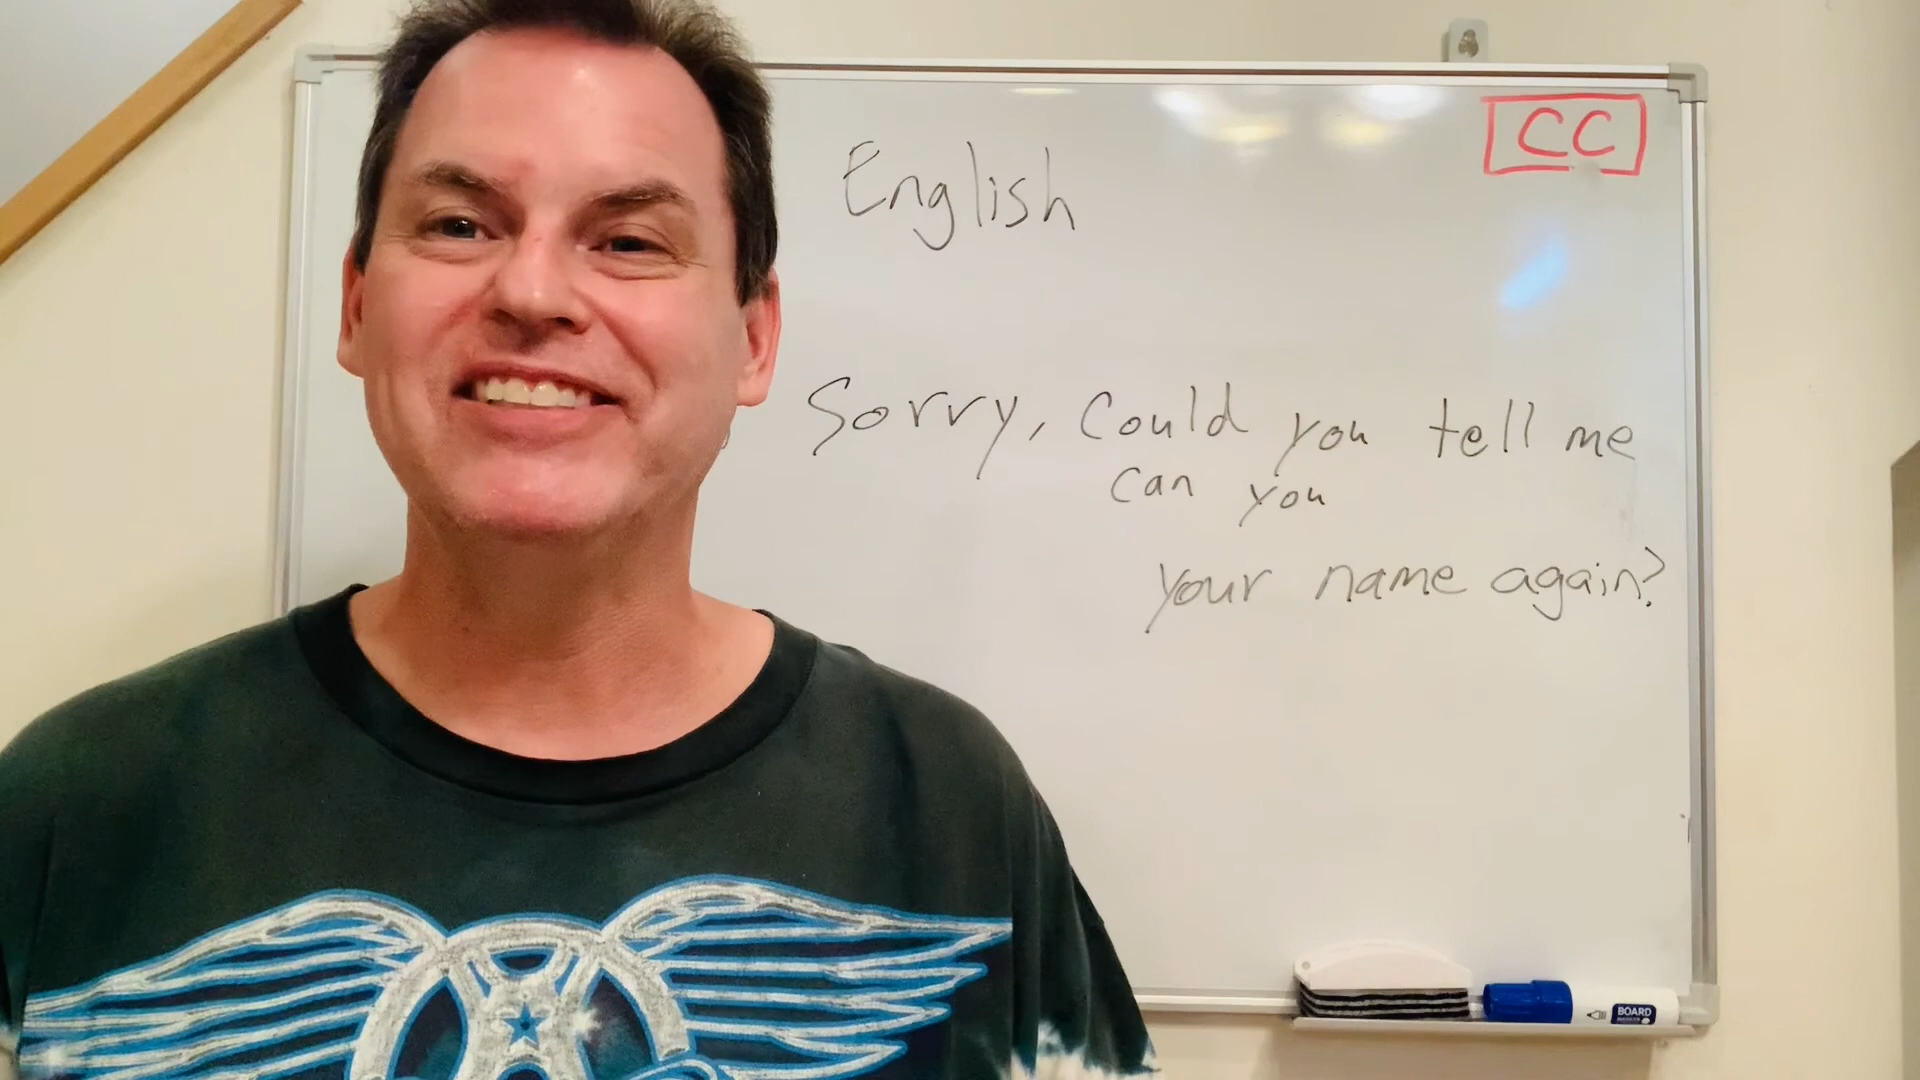 CC
English
Sorry, Could you tell me
can you
your name again?
BOARD